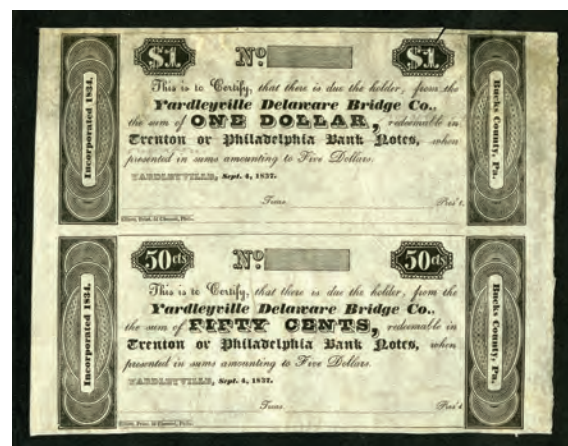 $1. Nº $1.
This is to Certify, that there is due the holder, from the
Yardleyville Delaware Bridge Co.,
the sum of ONE DOLLAR, redeemable in
Trenton or Philadelphia Bank Notes, when
presented in sums amounting to Five Dollars.
YARDLEYVILLE, Sept. 4, 1837.
Treas. Pres't.
Incorporated 1834.
Bucks County, Pa.
50 cts Nº 50 cts
This is to Certify, that there is due the holder, from the
Yardleyville Delaware Bridge Co.,
the sum of FIFTY CENTS, redeemable in
Trenton or Philadelphia Bank Notes, when
presented in sums amounting to Five Dollars.
YARDLEYVILLE, Sept. 4, 1837.
Treas. Pres't
Incorporated 1834.
Bucks County, Pa.